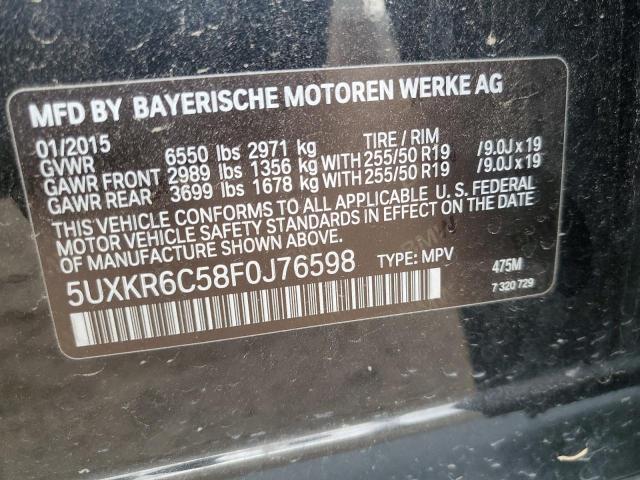 MFD BY BAYERISCHE MOTOREN WERKE AG
01/2015 TIRE / RIM
GVWR 6550 lbs 2971 kg
GAWR FRONT 2989 lbs 1356 kg WITH 255/50 R19 /9.0J x 19
GAWR REAR 3699 lbs 1678 kg WITH 255/50 R19 /9.0J x 19
THIS VEHICLE CONFORMS TO ALL APPLICABLE U. S. FEDERAL
MOTOR VEHICLE SAFETY STANDARDS IN EFFECT ON THE DATE
OF MANUFACTURE SHOWN ABOVE.
5UXKR6C58F0J76598 TYPE: MPV 475M
7 320 729
BMW